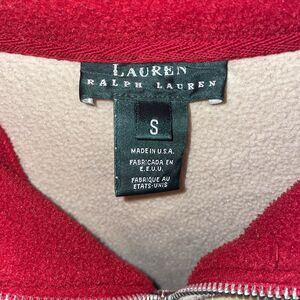 LAUREN
RALPH LAUREN
S
MADE IN U.S.A.
FABRICADA EN
E.E.U.U.
FABRIQUE AU
ETATS-UNIS